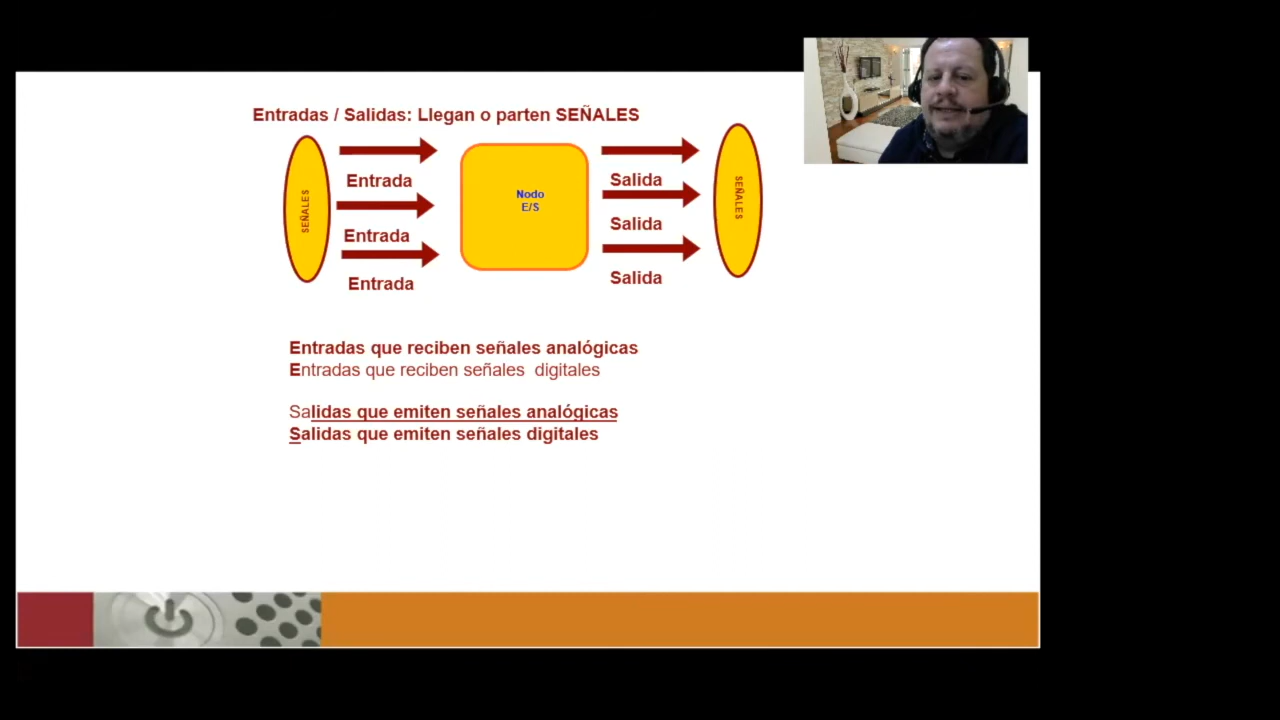 Entradas / Salidas: Llegan o parten SEÑALES
SEÑALES
Entrada
Entrada
Entrada
Nodo
E/S
Salida
Salida
Salida
SEÑALES
Entradas que reciben señales analógicas
Entradas que reciben señales  digitales
Salidas que emiten señales analógicas
Salidas que emiten señales digitales